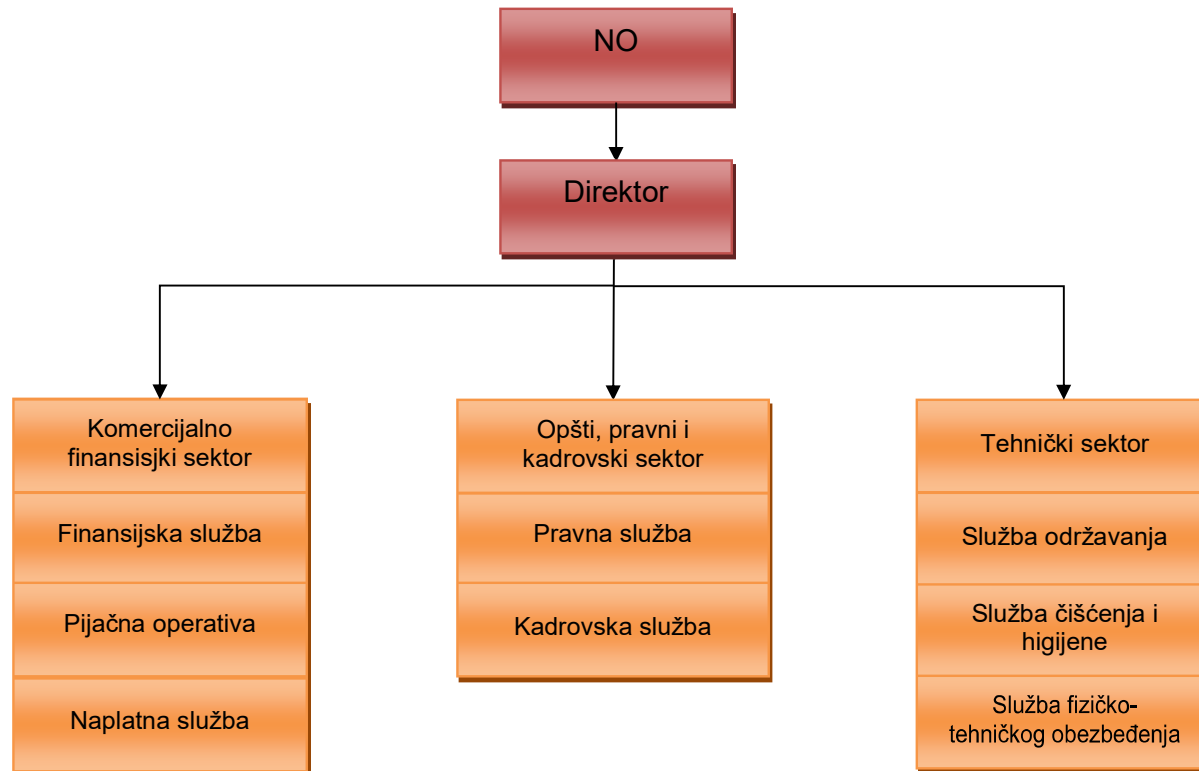 NO
Direktor
Komercijalno
finansisjki sektor
Finansijska služba
Pijačna operativa
Naplatna služba
Opšti, pravni i
kadrovski sektor
Pravna služba
Kadrovska služba
Tehnički sektor
Služba održavanja
Služba čišćenja i
higijene
Služba fizičko-
tehničkog obezbeđenja